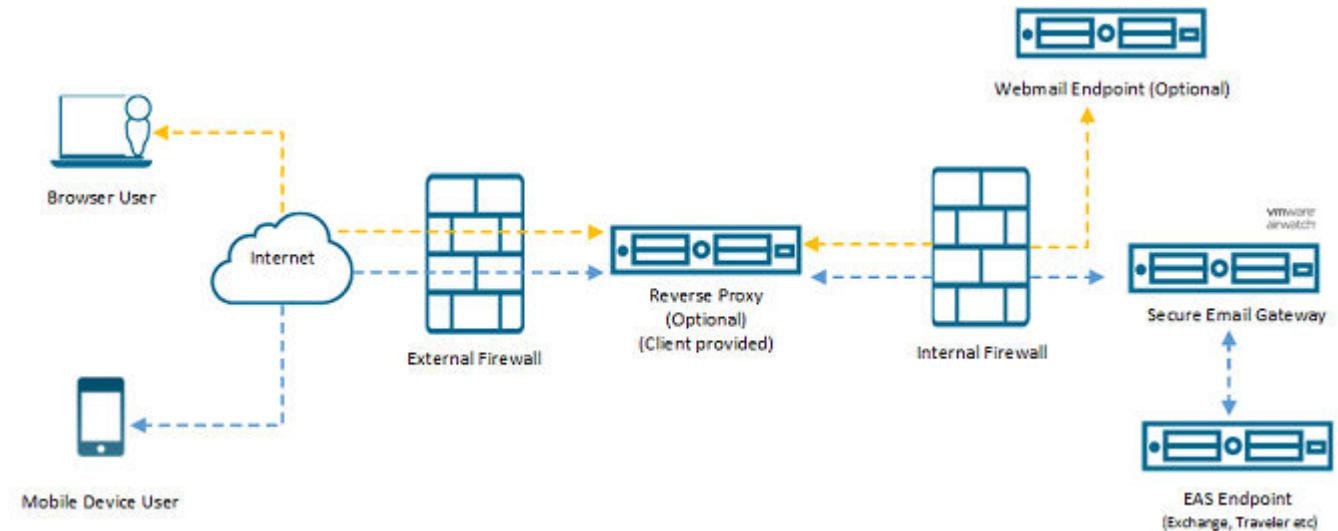 Webmail Endpoint (Optional)
Browser User
Internet
vmware
airwatch
Reverse Proxy
(Optional)
(Client provided)
External Firewall
Internal Firewall
Secure Email Gateway
Mobile Device User
EAS Endpoint
(Exchange, Traveler etc)